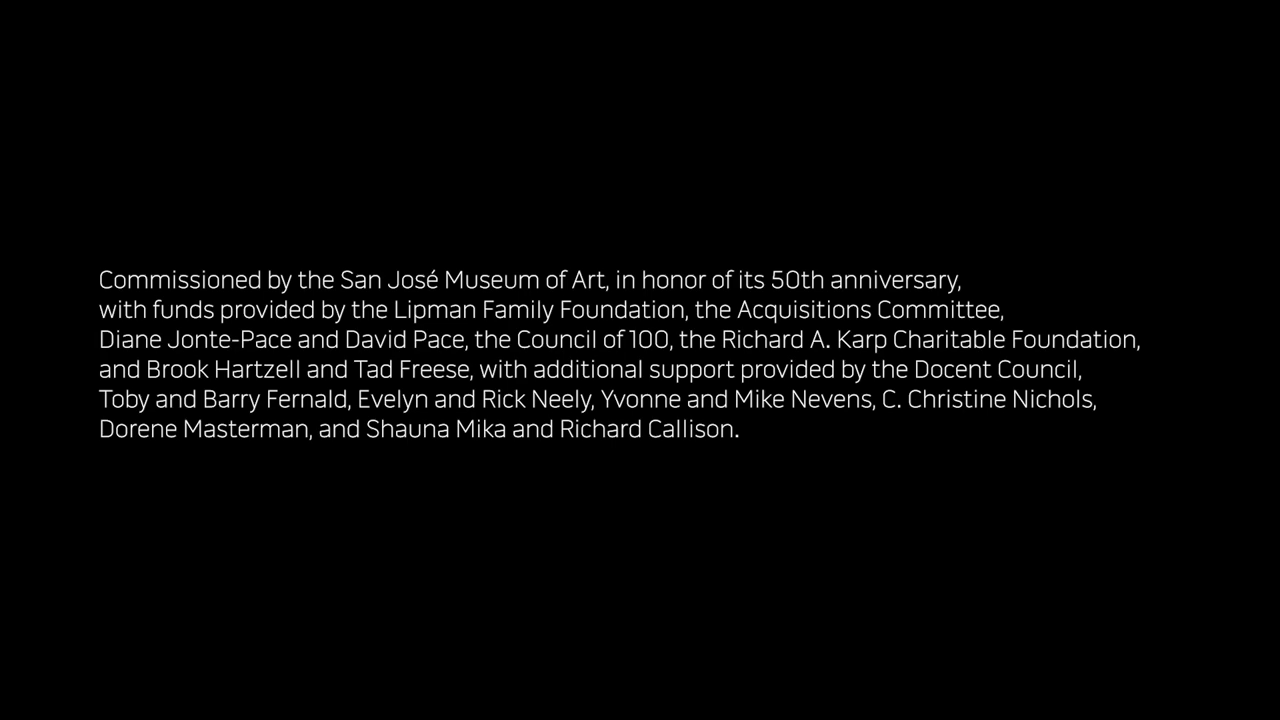 Commissioned by the San José Museum of Art, in honor of its 50th anniversary,
with funds provided by the Lipman Family Foundation, the Acquisitions Committee,
Diane Jonte-Pace and David Pace, the Council of 100, the Richard A. Karp Charitable Foundation,
and Brook Hartzell and Tad Freese, with additional support provided by the Docent Council,
Toby and Barry Fernald, Evelyn and Rick Neely, Yvonne and Mike Nevens, C. Christine Nichols,
Dorene Masterman, and Shauna Mika and Richard Callison.